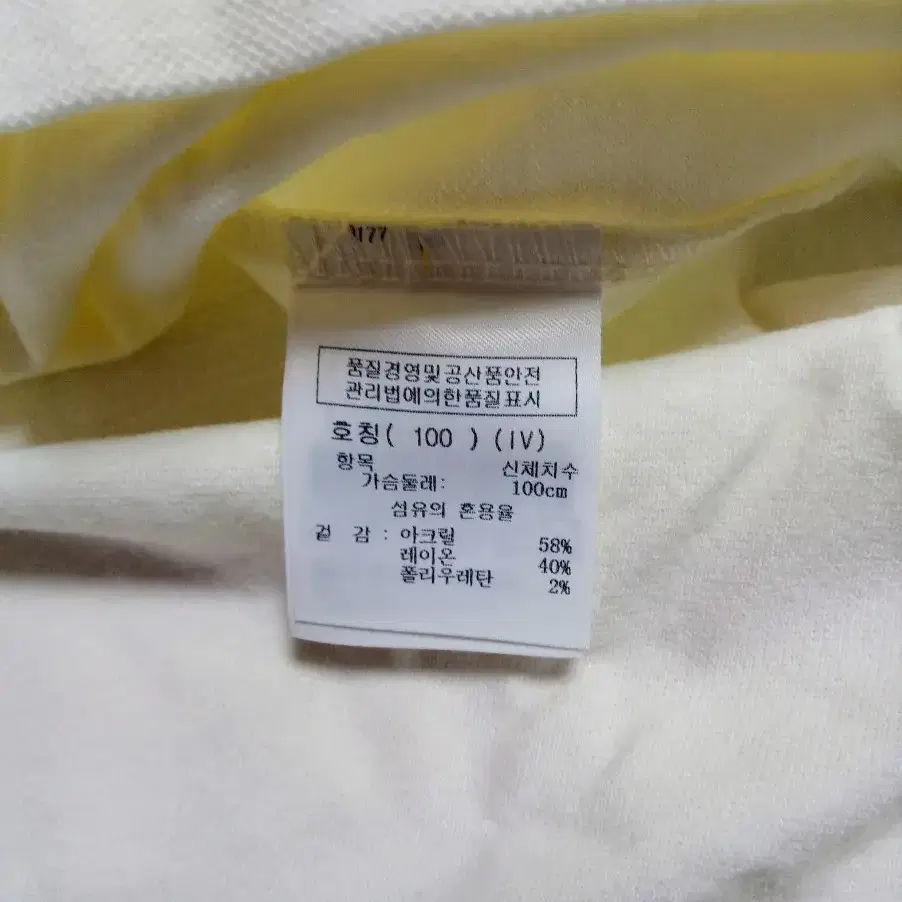 177
품질경영및공산품안전
관리법에의한품질표시
호칭( 100 ) (IV)
항목 신체치수
가슴둘레: 100cm
섬유의 혼용율
겉 감 : 아크릴 58%
레이온 40%
폴리우레탄 2%